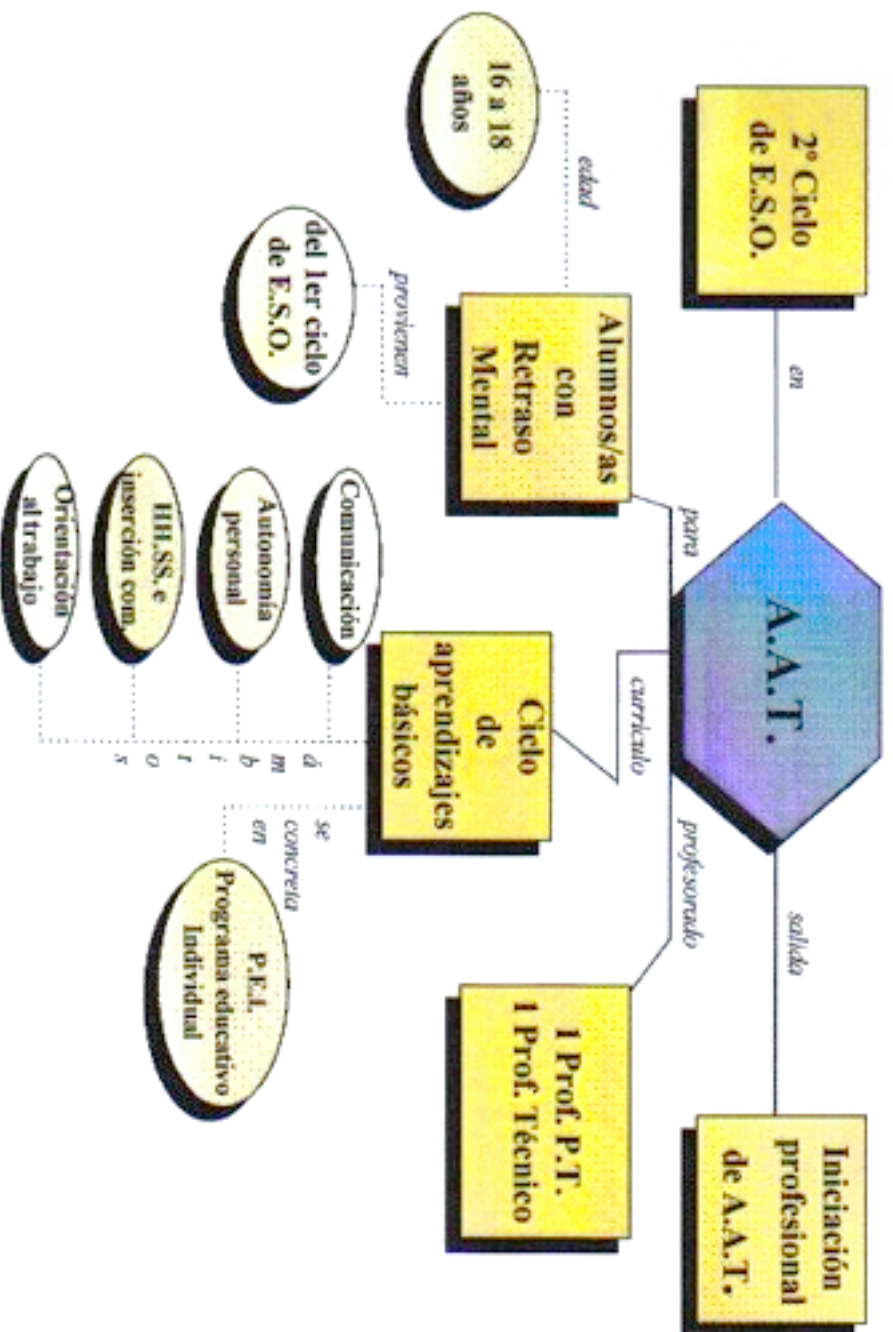 A.A.T.
2º Ciclo
de E.S.O.
en
salida
Iniciación
profesional
de A.A.T.
para
currículo
profesorado
Alumnos/as
con
Retraso
Mental
edad
16 a 18
años
provienen
del 1er ciclo
de E.S.O.
Ciclo
de
aprendizajes
básicos
1 Prof. P.T.
1 Prof. Técnico
Comunicación
Autonomía
personal
HH.SS. e
inserción com.
Orientación
al trabajo
á
m
b
i
t
o
s
se
concreta
en
P.E.I.
Programa educativo
Individual